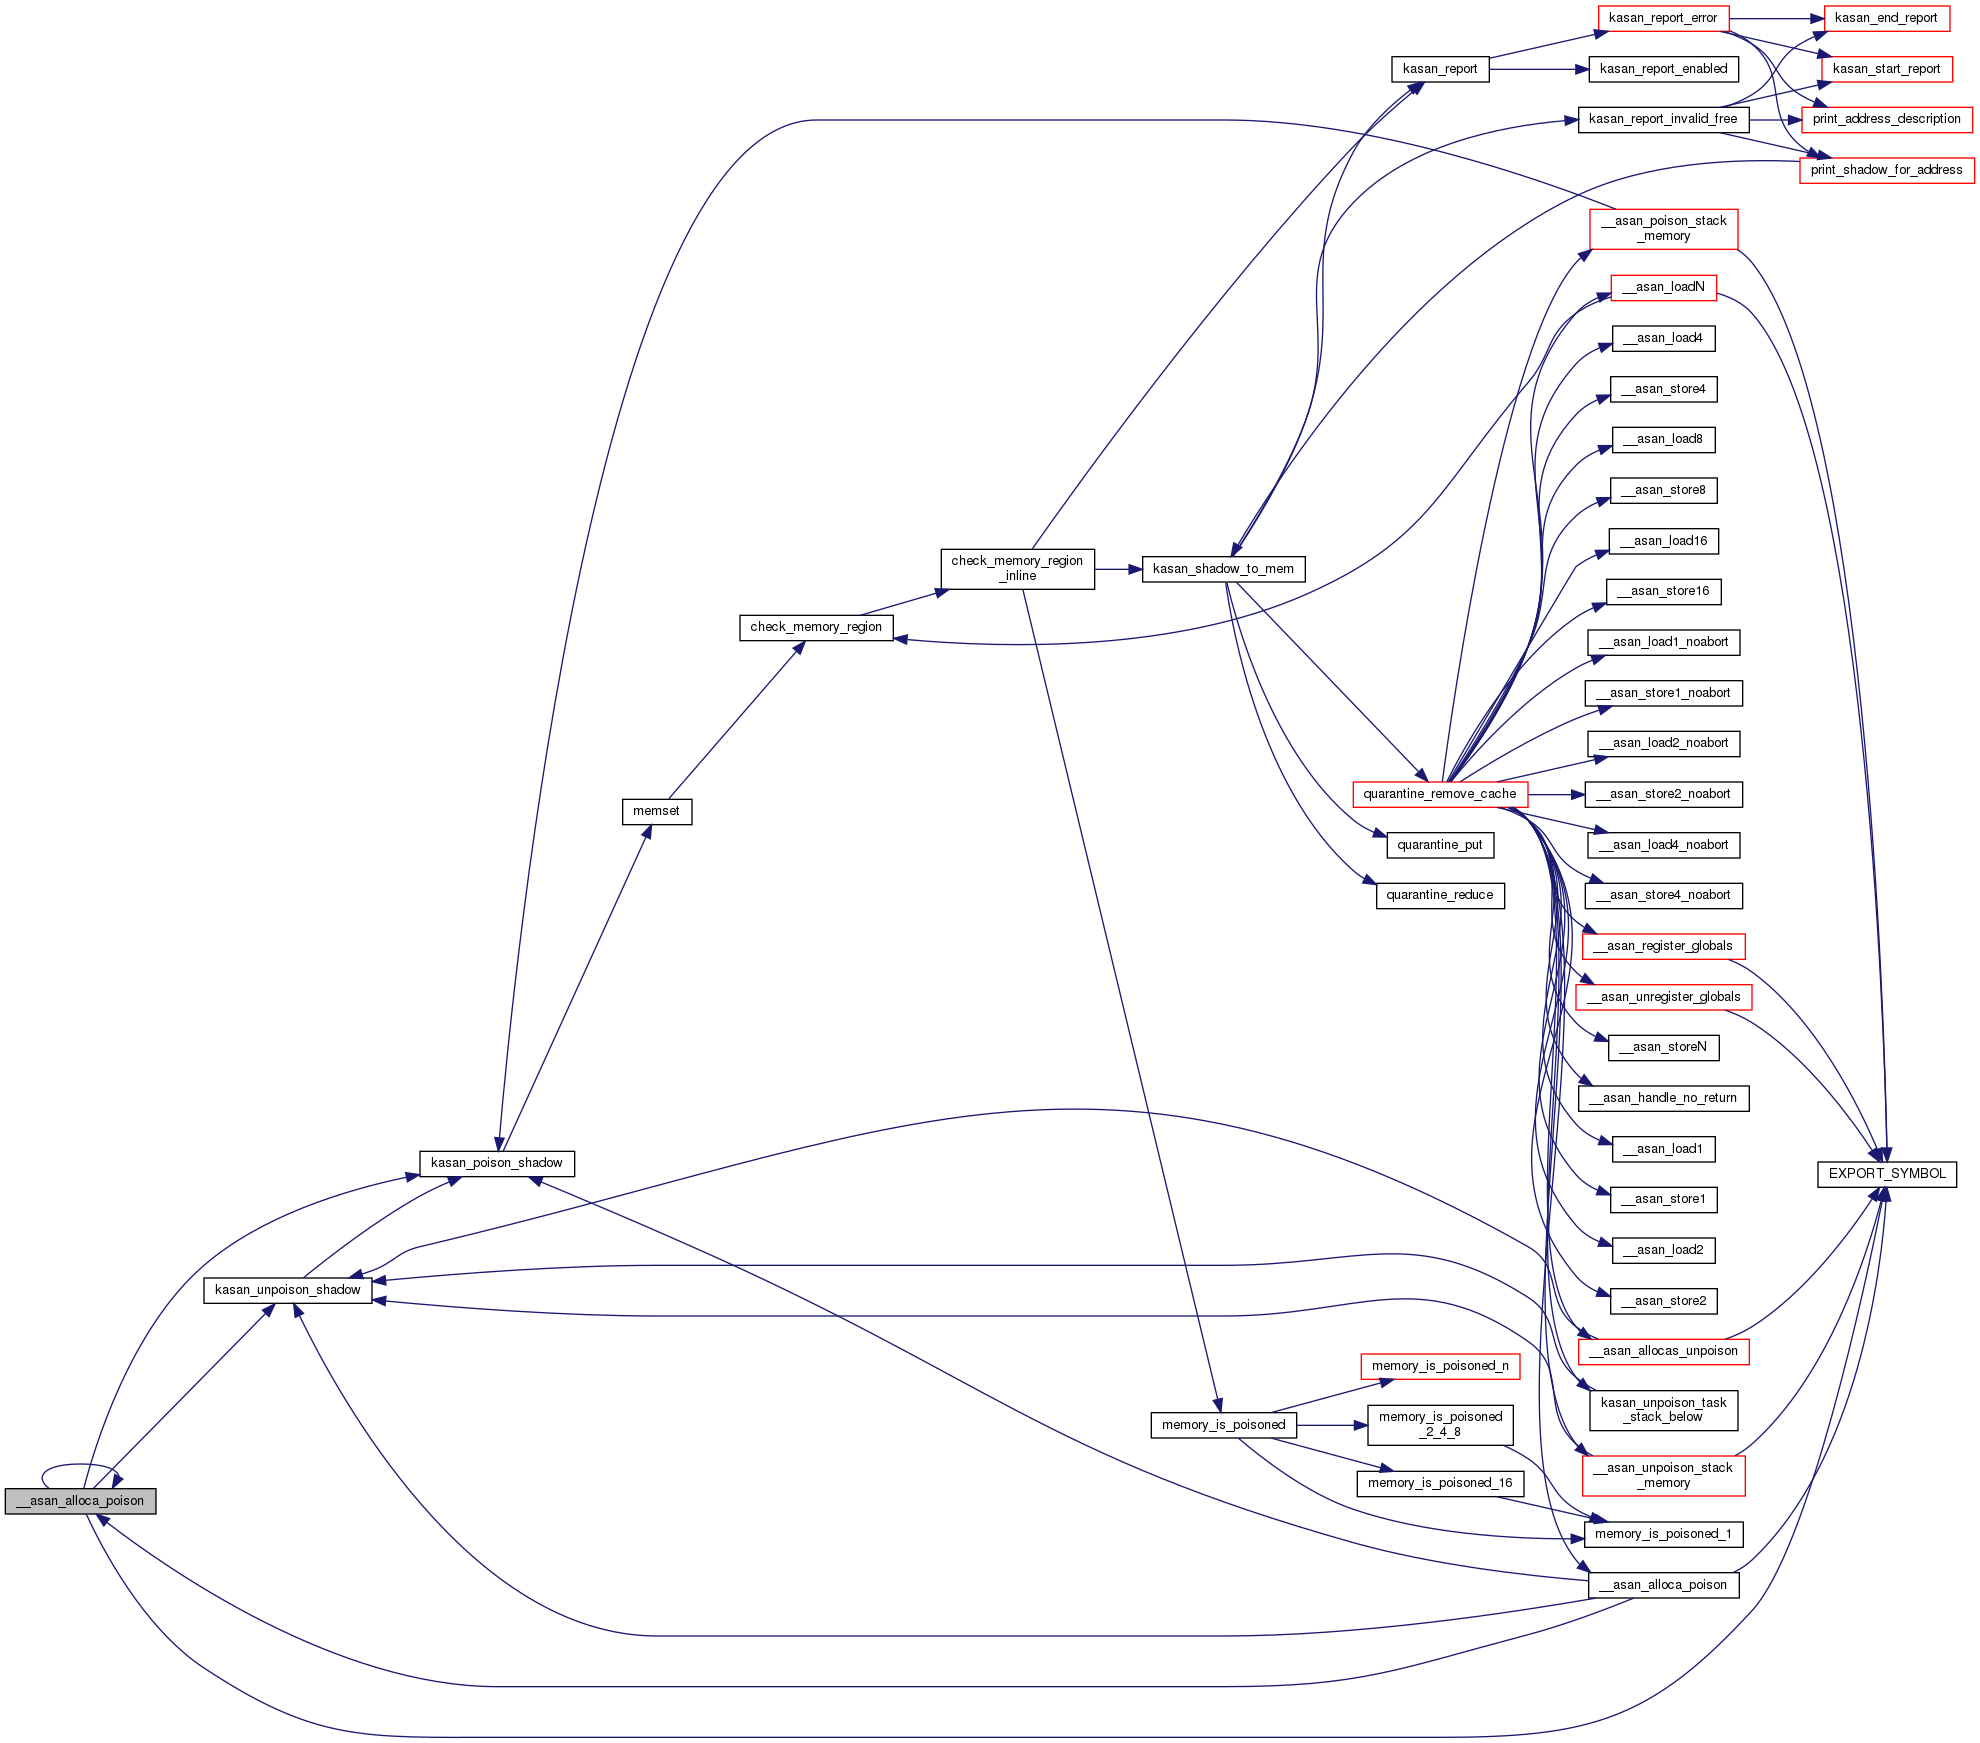 kasan_report_error
kasan_end_report
kasan_report
kasan_report_enabled
kasan_start_report
kasan_report_invalid_free
print_address_description
print_shadow_for_address
__asan_poison_stack
_memory
__asan_loadN
__asan_load4
__asan_store4
__asan_load8
__asan_store8
__asan_load16
check_memory_region
_inline
kasan_shadow_to_mem
__asan_store16
check_memory_region
__asan_load1_noabort
__asan_store1_noabort
__asan_load2_noabort
quarantine_remove_cache
__asan_store2_noabort
memset
quarantine_put
__asan_load4_noabort
quarantine_reduce
__asan_store4_noabort
__asan_register_globals
__asan_unregister_globals
__asan_storeN
__asan_handle_no_return
__asan_load1
kasan_poison_shadow
EXPORT_SYMBOL
__asan_store1
__asan_load2
kasan_unpoison_shadow
__asan_store2
__asan_allocas_unpoison
memory_is_poisoned_n
kasan_unpoison_task
_stack_below
memory_is_poisoned
memory_is_poisoned
_2_4_8
__asan_unpoison_stack
_memory
memory_is_poisoned_16
__asan_alloca_poison
memory_is_poisoned_1
__asan_alloca_poison